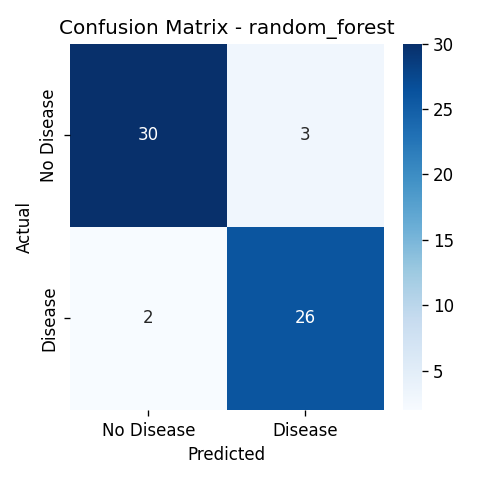 Confusion Matrix - random_forest
No Disease
30
3
Actual
Disease
2
26
No Disease
Disease
Predicted
30
25
20
15
10
5